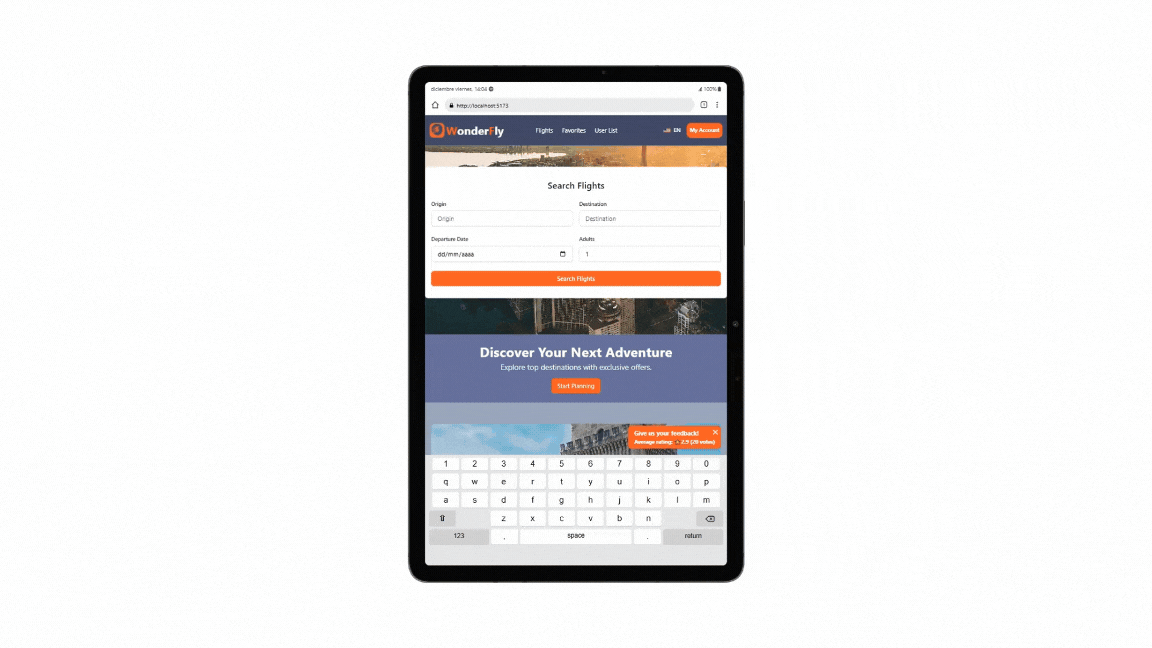 diciembre viernes, 14:04
100%
http://localhost:5173
WonderFly Flights Favorites User List EN My Account
Search Flights
Origin Destination
Origin Destination
Departure Date Adults
dd/mm/aaaa 1
Search Flights
Discover Your Next Adventure
Explore top destinations with exclusive offers.
Start Planning
Give us your feedback! ×
Average rating: 2.9 (20 votes)
1 2 3 4 5 6 7 8 9 0
q w e r t y u i o p
a s d f g h j k l m
z x c v b n
123 , space . return